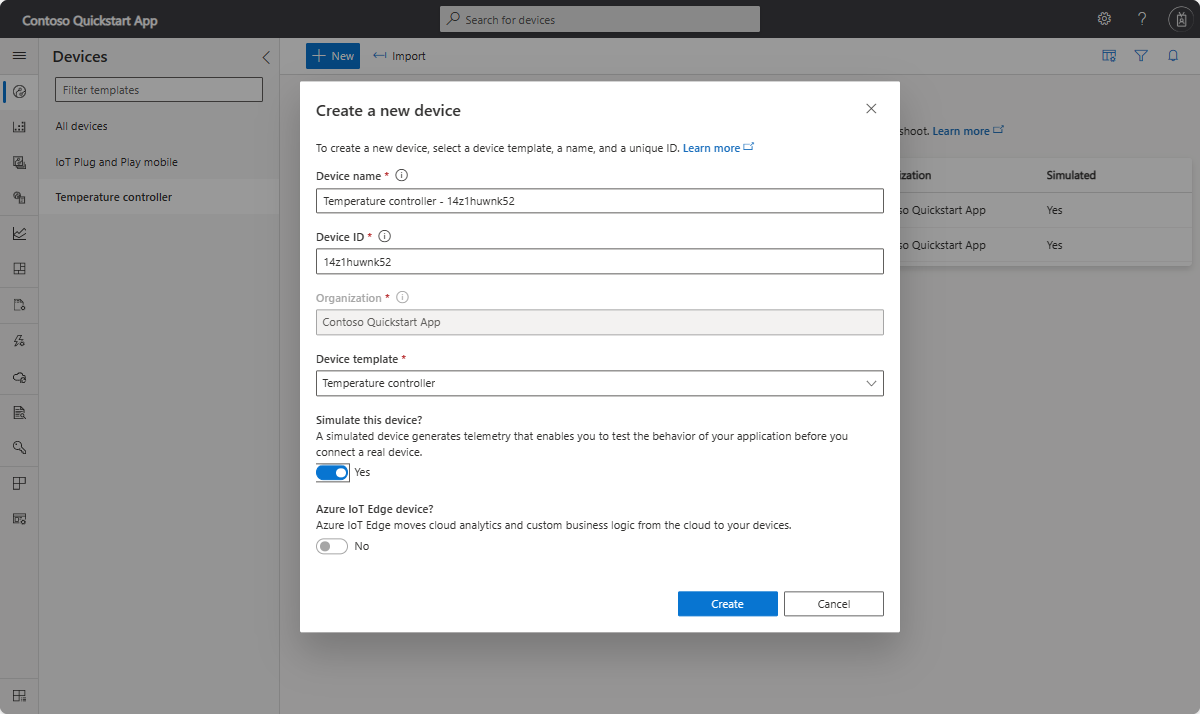 Contoso Quickstart App
Search for devices
Devices
New
Import
Filter templates
All devices
IoT Plug and Play mobile
Temperature controller
shoot. Learn more
Simulated
so Quickstart App
Yes
so Quickstart App
Yes
Create a new device
To create a new device, select a device template, a name, and a unique ID. Learn more
Device name *
Temperature controller - 14z1huwnk52
Device ID *
14z1huwnk52
Organization *
Contoso Quickstart App
Device template *
Temperature controller
Simulate this device?
A simulated device generates telemetry that enables you to test the behavior of your application before you
connect a real device.
Yes
Azure IoT Edge device?
Azure IoT Edge moves cloud analytics and custom business logic from the cloud to your devices.
No
Create
Cancel